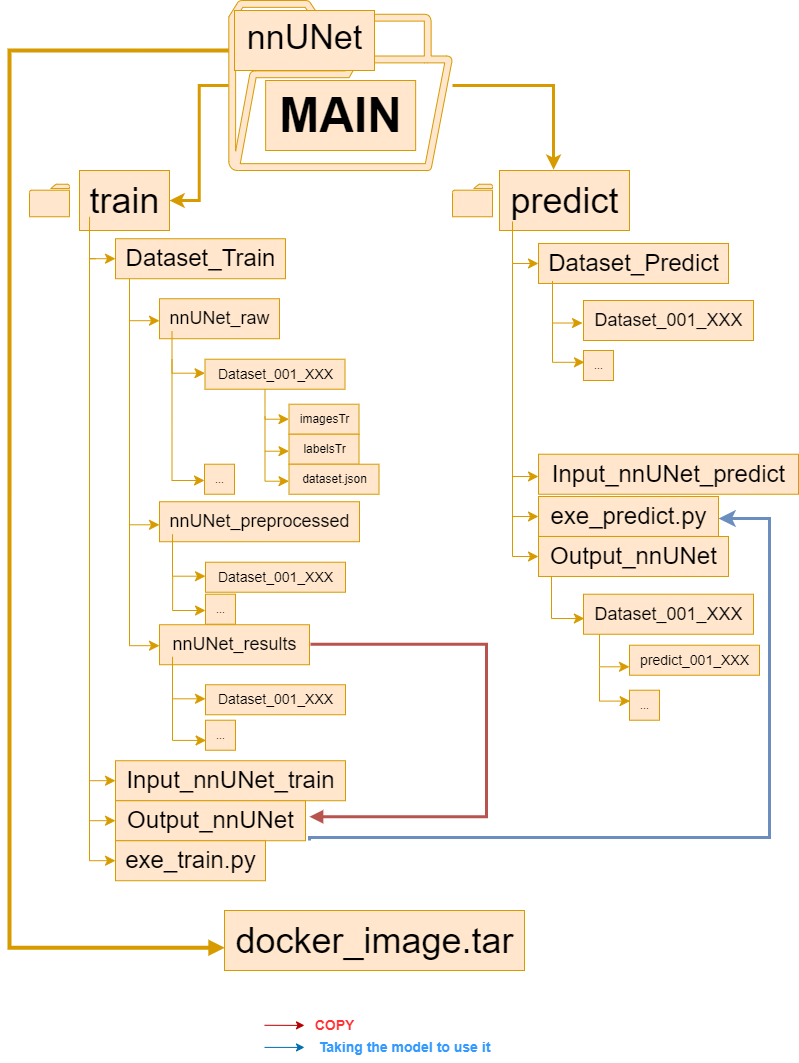 nnUNet
MAIN
train
Dataset_Train
nnUNet_raw
Dataset_001_XXX
imagesTr
labelsTr
dataset.json
...
nnUNet_preprocessed
Dataset_001_XXX
...
nnUNet_results
Dataset_001_XXX
...
Input_nnUNet_train
Output_nnUNet
exe_train.py
predict
Dataset_Predict
Dataset_001_XXX
...
Input_nnUNet_predict
exe_predict.py
Output_nnUNet
Dataset_001_XXX
predict_001_XXX
...
docker_image.tar
COPY
Taking the model to use it